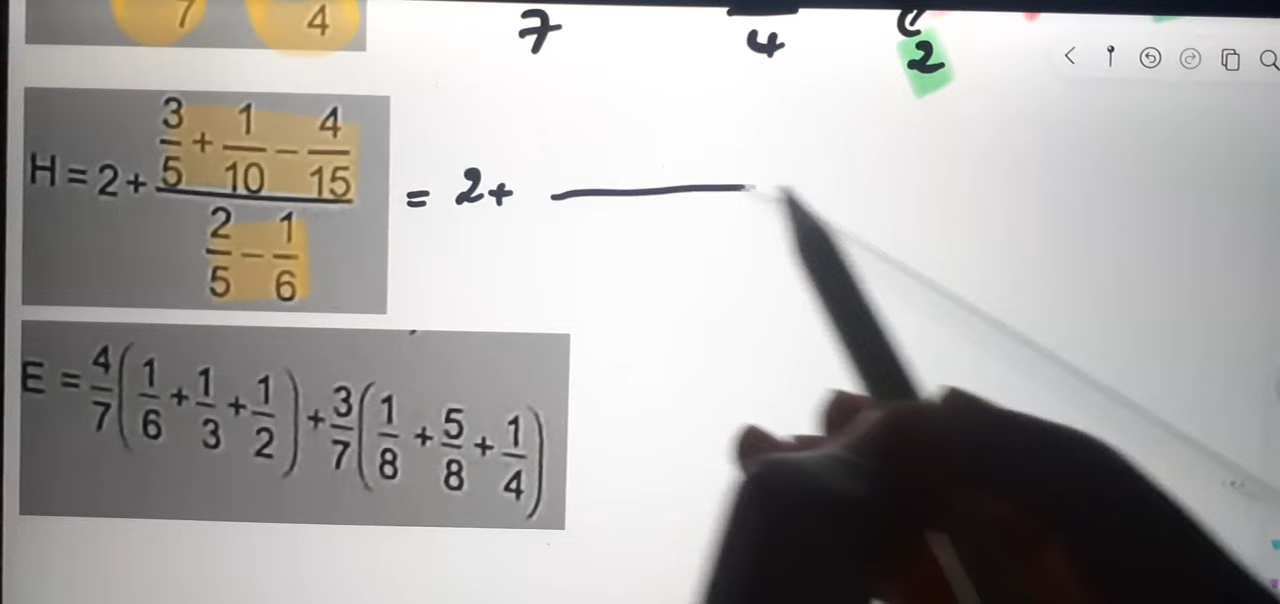 7 4 7 4 2
H = 2 + (3/5 + 1/10 − 4/15) / (2/5 − 1/6) = 2+
E = 4/7 (1/6 + 1/3 + 1/2) + 3/7 (1/8 + 5/8 + 1/4)